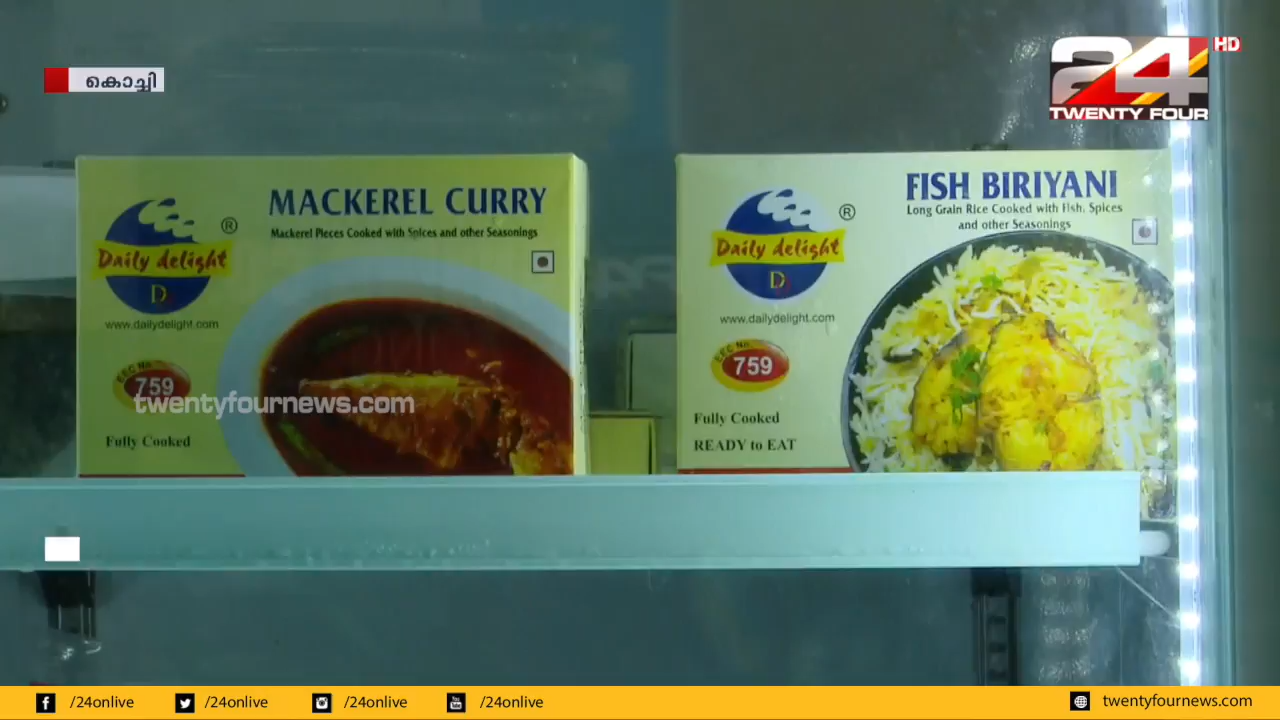 കൊച്ചി
24 HD
TWENTY FOUR
MACKEREL CURRY
Mackerel Pieces Cooked with Spices and other Seasonings
®
Daily delight
D
www.dailydelight.com
EEC No.
759
Fully Cooked
twentyfournews.com
FISH BIRIYANI
Long Grain Rice Cooked with Fish, Spices
and other Seasonings
®
Daily delight
D
www.dailydelight.com
EEC No.
759
Fully Cooked
READY to EAT
/24onlive
/24onlive
/24onlive
/24onlive
twentyfournews.com